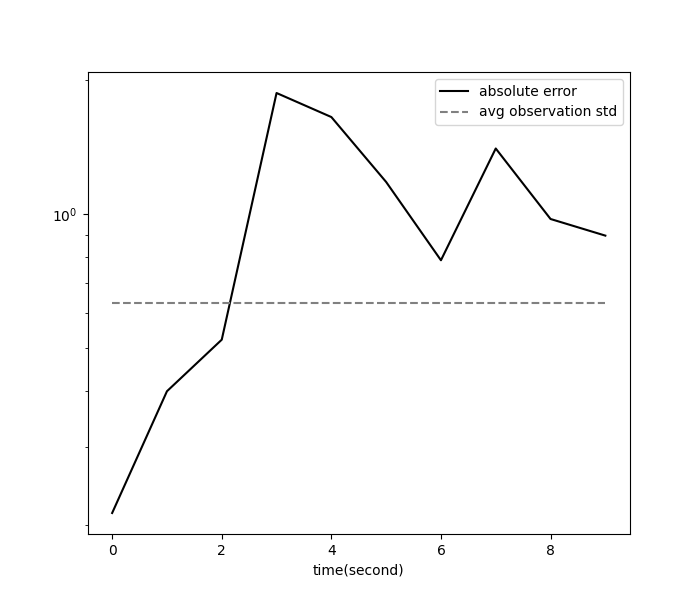 absolute error
avg observation std
10⁰
0 2 4 6 8
time(second)